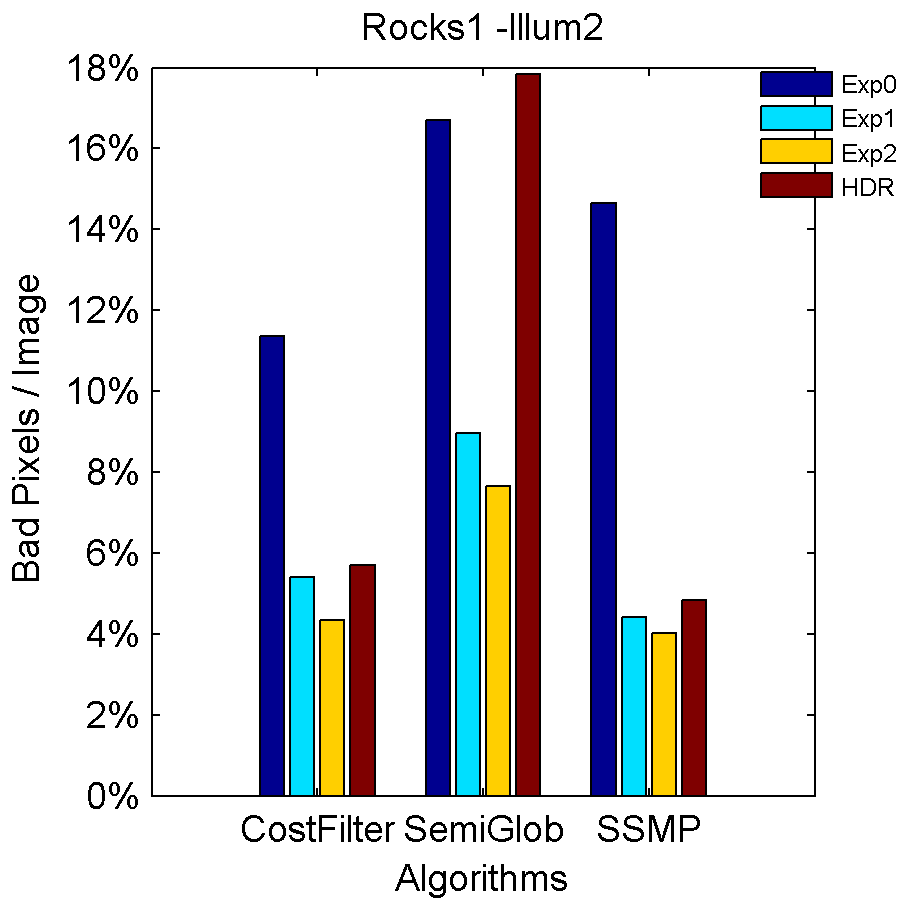 Rocks1 -Illum2
18%
16%
14%
12%
10%
8%
6%
4%
2%
0%
Bad Pixels / Image
Exp0
Exp1
Exp2
HDR
CostFilter SemiGlob SSMP
Algorithms